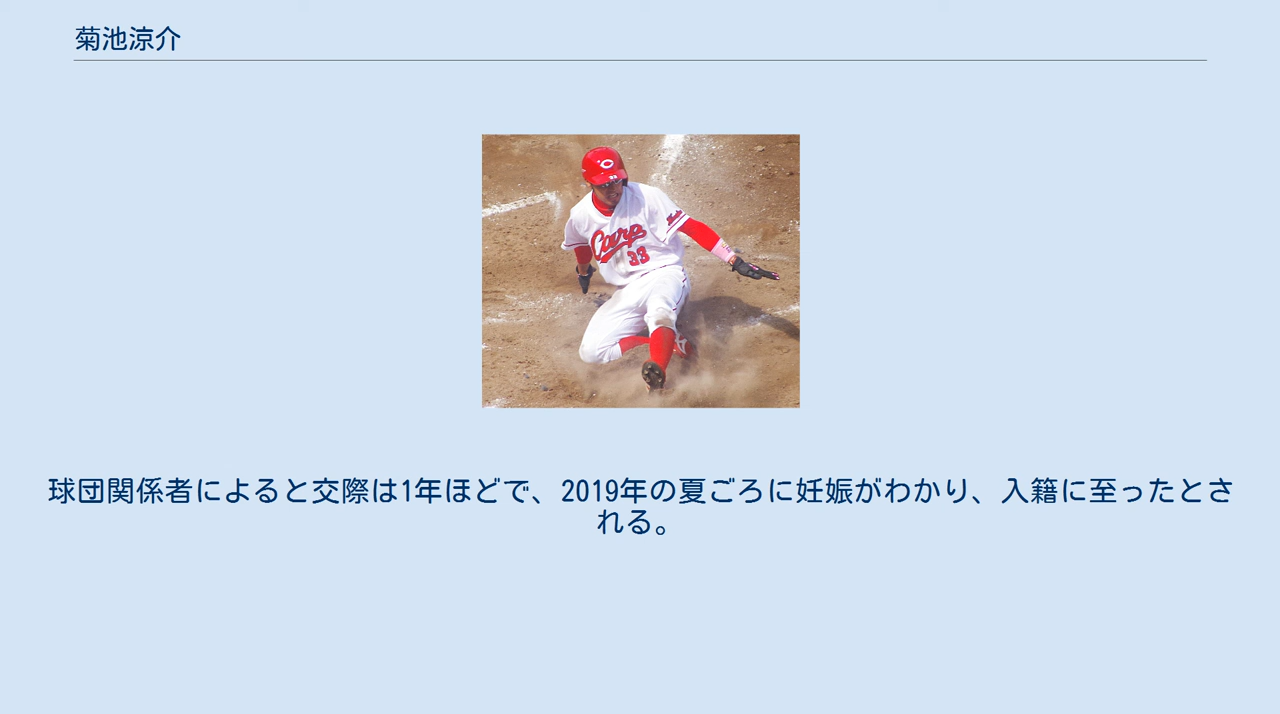 菊池涼介
C
Carp
33
球団関係者によると交際は1年ほどで、2019年の夏ごろに妊娠がわかり、入籍に至ったとさ
れる。